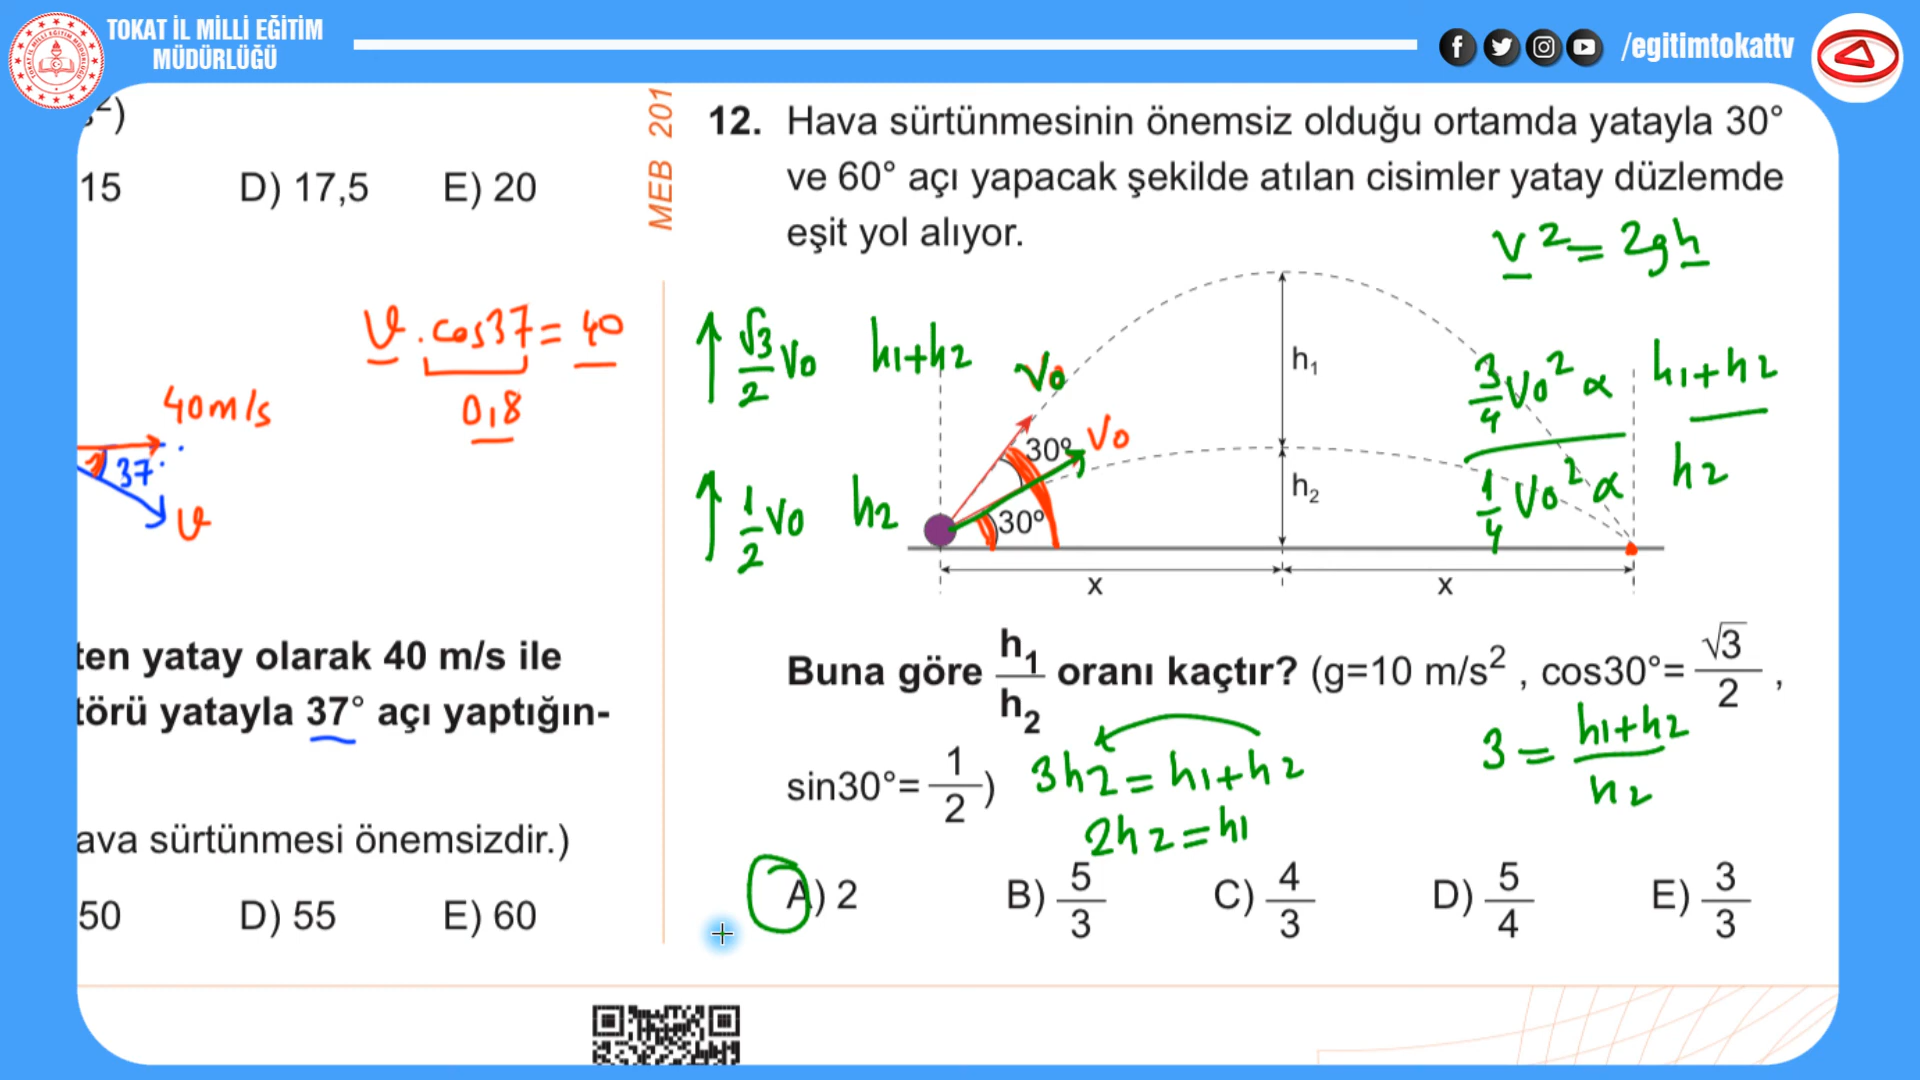 TOKAT İL MİLLİ EĞİTİM
MÜDÜRLÜĞÜ
/egitimtokattv
15 D) 17,5 E) 20
MEB 201
ϑ . cos37 = 40
0,8
40m/s
37
ϑ
ten yatay olarak 40 m/s ile
törü yatayla 37° açı yaptığın-
ava sürtünmesi önemsizdir.)
50 D) 55 E) 60
12. Hava sürtünmesinin önemsiz olduğu ortamda yatayla 30°
ve 60° açı yapacak şekilde atılan cisimler yatay düzlemde
eşit yol alıyor.
v² = 2gh
↑ √3/2 Vo h1+h2
Vo
Vo
30º
30º
h₁
h₂
3/4 Vo² α h1+h2
1/4 Vo² α h2
↑ 1/2 Vo h2
x x
Buna göre h₁/h₂ oranı kaçtır? (g=10 m/s² , cos30°= √3/2 ,
sin30°= 1/2 )
3h2 = h1+h2
2h2 = h1
3 = h1+h2/h2
A) 2 B) 5/3 C) 4/3 D) 5/4 E) 3/3